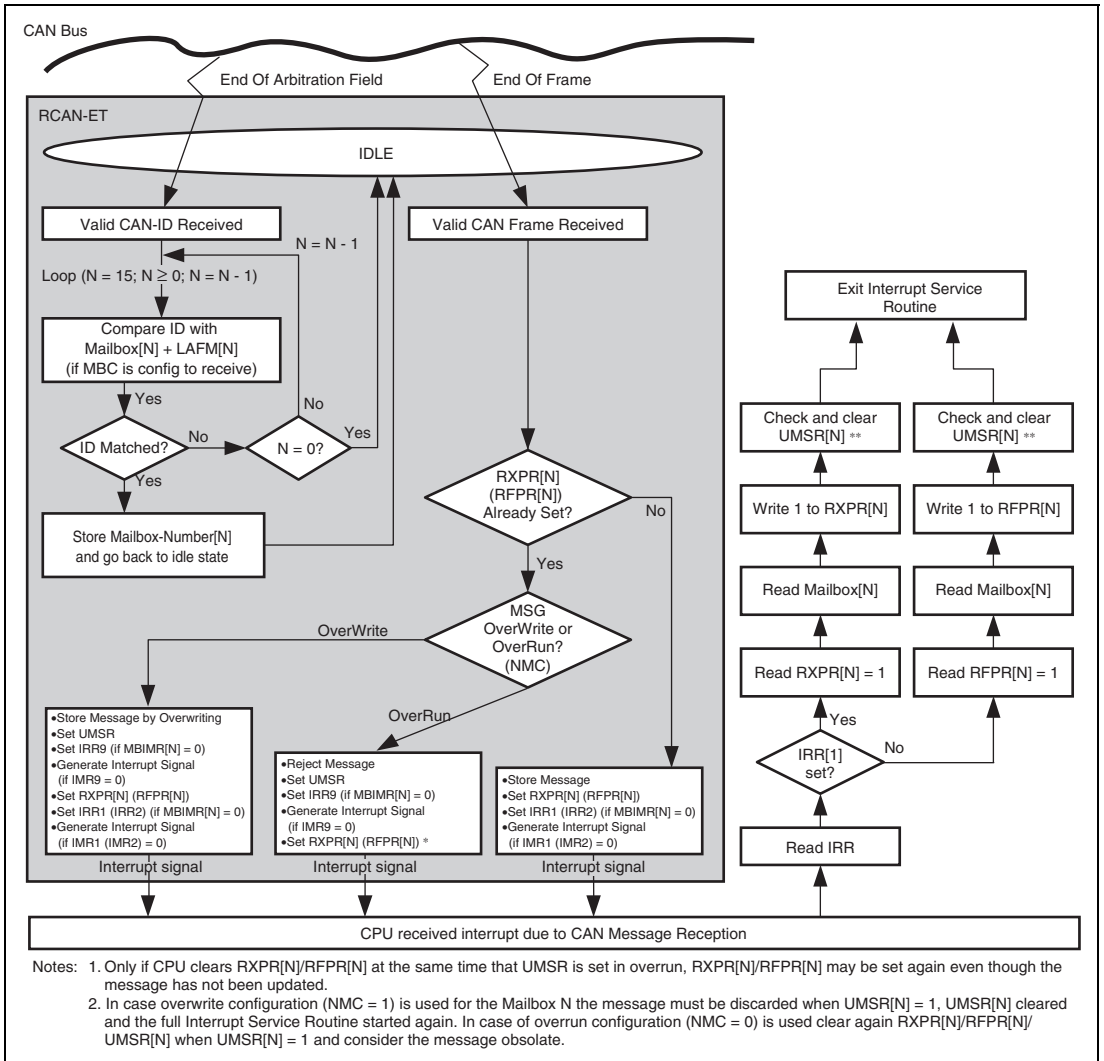 CAN Bus
End Of Arbitration Field
End Of Frame
RCAN-ET
IDLE
Valid CAN-ID Received
Valid CAN Frame Received
N = N - 1
Loop (N = 15; N ≥ 0; N = N - 1)
Compare ID with
Mailbox[N] + LAFM[N]
(if MBC is config to receive)
Yes
ID Matched?
No
N = 0?
No
Yes
Yes
Store Mailbox-Number[N]
and go back to idle state
RXPR[N]
(RFPR[N])
Already Set?
No
Yes
MSG
OverWrite or
OverRun?
(NMC)
OverWrite
OverRun
•Store Message by Overwriting
•Set UMSR
•Set IRR9 (if MBIMR[N] = 0)
•Generate Interrupt Signal
(if IMR9 = 0)
•Set RXPR[N] (RFPR[N])
•Set IRR1 (IRR2) (if MBIMR[N] = 0)
•Generate Interrupt Signal
(if IMR1 (IMR2) = 0)
•Reject Message
•Set UMSR
•Set IRR9 (if MBIMR[N] = 0)
•Generate Interrupt Signal
(if IMR9 = 0)
•Set RXPR[N] (RFPR[N]) *
•Store Message
•Set RXPR[N] (RFPR[N])
•Set IRR1 (IRR2) (if MBIMR[N] = 0)
•Generate Interrupt Signal
(if IMR1 (IMR2) = 0)
Interrupt signal
Interrupt signal
Interrupt signal
Exit Interrupt Service
Routine
Check and clear
UMSR[N] **
Check and clear
UMSR[N] **
Write 1 to RXPR[N]
Write 1 to RFPR[N]
Read Mailbox[N]
Read Mailbox[N]
Read RXPR[N] = 1
Read RFPR[N] = 1
Yes
IRR[1]
set?
No
Read IRR
CPU received interrupt due to CAN Message Reception
Notes: 1. Only if CPU clears RXPR[N]/RFPR[N] at the same time that UMSR is set in overrun, RXPR[N]/RFPR[N] may be set again even though the
message has not been updated.
2. In case overwrite configuration (NMC = 1) is used for the Mailbox N the message must be discarded when UMSR[N] = 1, UMSR[N] cleared
and the full Interrupt Service Routine started again. In case of overrun configuration (NMC = 0) is used clear again RXPR[N]/RFPR[N]/
UMSR[N] when UMSR[N] = 1 and consider the message obsolate.